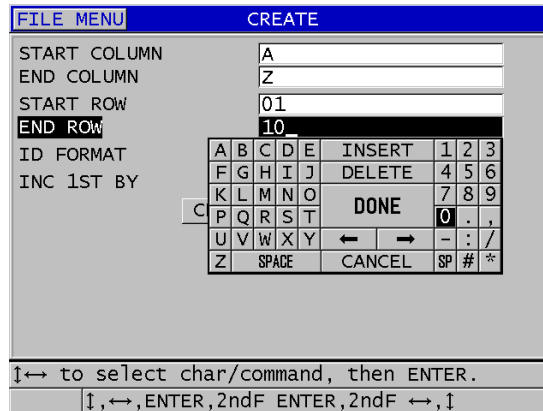 FILE MENU CREATE
START COLUMN A
END COLUMN Z
START ROW 01
END ROW 10_
ID FORMAT
INC 1ST BY
A B C D E INSERT 1 2 3
F G H I J DELETE 4 5 6
K L M N O DONE 7 8 9
P Q R S T 0 . ,
U V W X Y ← → - : /
Z SPACE CANCEL SP # *
↕↔ to select char/command, then ENTER.
↕,↔,ENTER,2ndF ENTER,2ndF ↔,↕